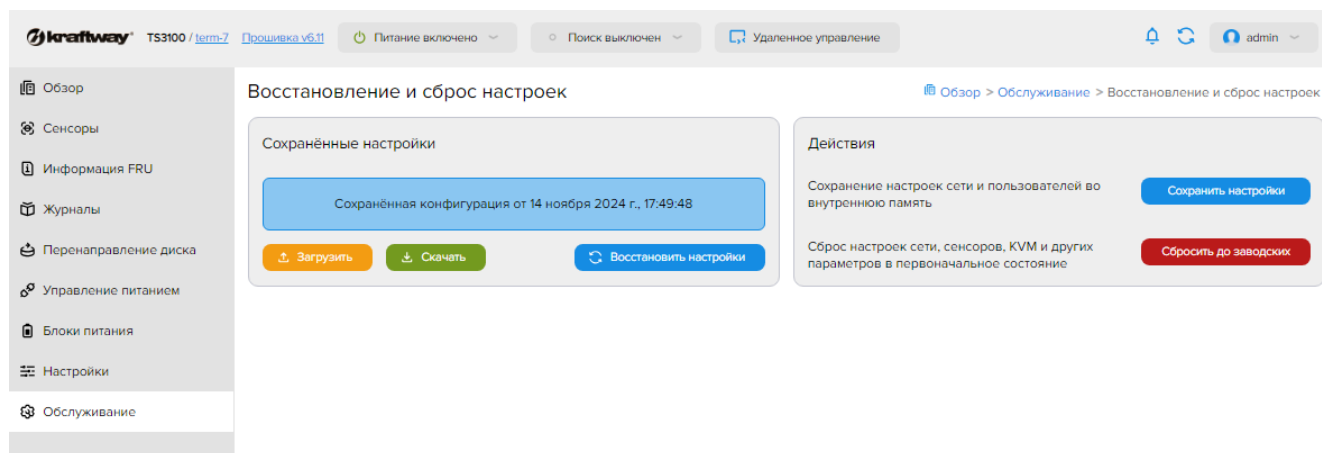 kraftway TS3100 / term-7 Прошивка v6.11 Питание включено Поиск выключен Удаленное управление admin
Обзор
Сенсоры
Информация FRU
Журналы
Перенаправление диска
Управление питанием
Блоки питания
Настройки
Обслуживание
Восстановление и сброс настроек
Обзор > Обслуживание > Восстановление и сброс настроек
Сохранённые настройки
Сохранённая конфигурация от 14 ноября 2024 г., 17:49:48
Загрузить Скачать Восстановить настройки
Действия
Сохранение настроек сети и пользователей во
внутреннюю память
Сохранить настройки
Сброс настроек сети, сенсоров, KVM и других
параметров в первоначальное состояние
Сбросить до заводских